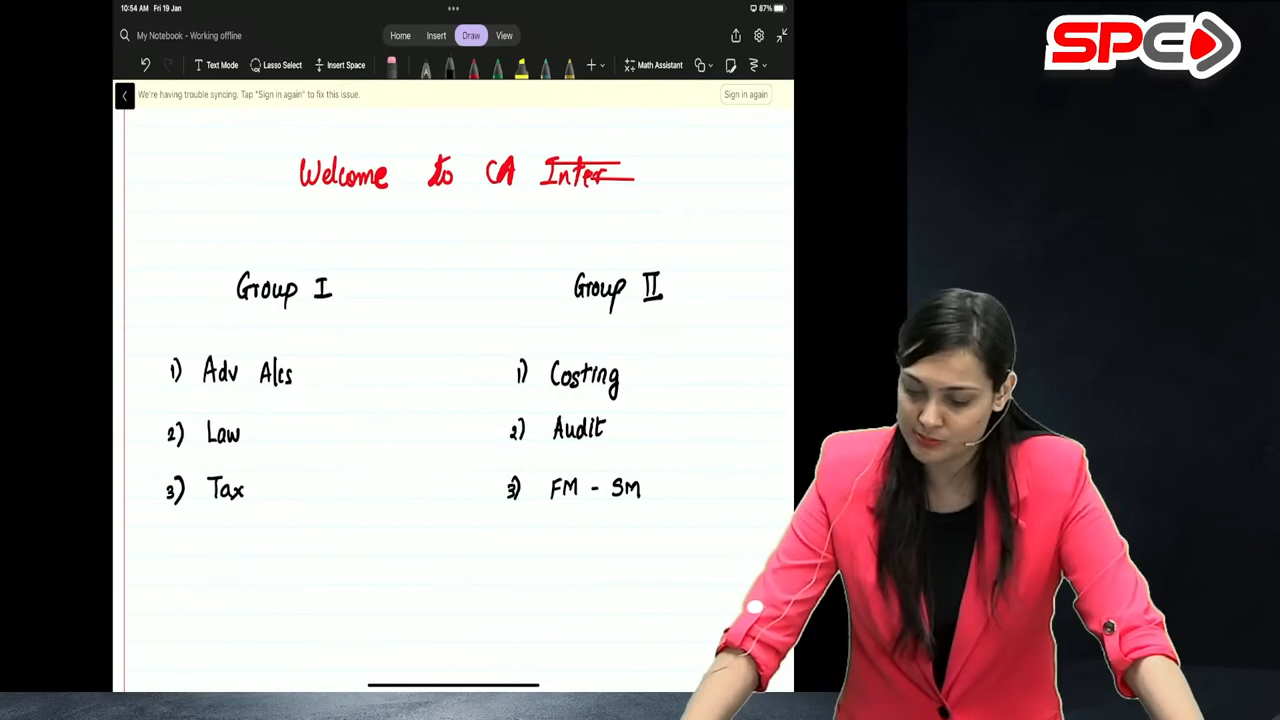 10:54 AM Fri 19 Jan
87%
My Notebook - Working offline
Home Insert Draw View
Text Mode Lasso Select Insert Space Math Assistant
We're having trouble syncing. Tap "Sign in again" to fix this issue.
Sign in again
SPC
Welcome to CA Inter
Group I
Group II
1) Adv A/cs
2) Law
3) Tax
1) Costing
2) Audit
3) FM - SM